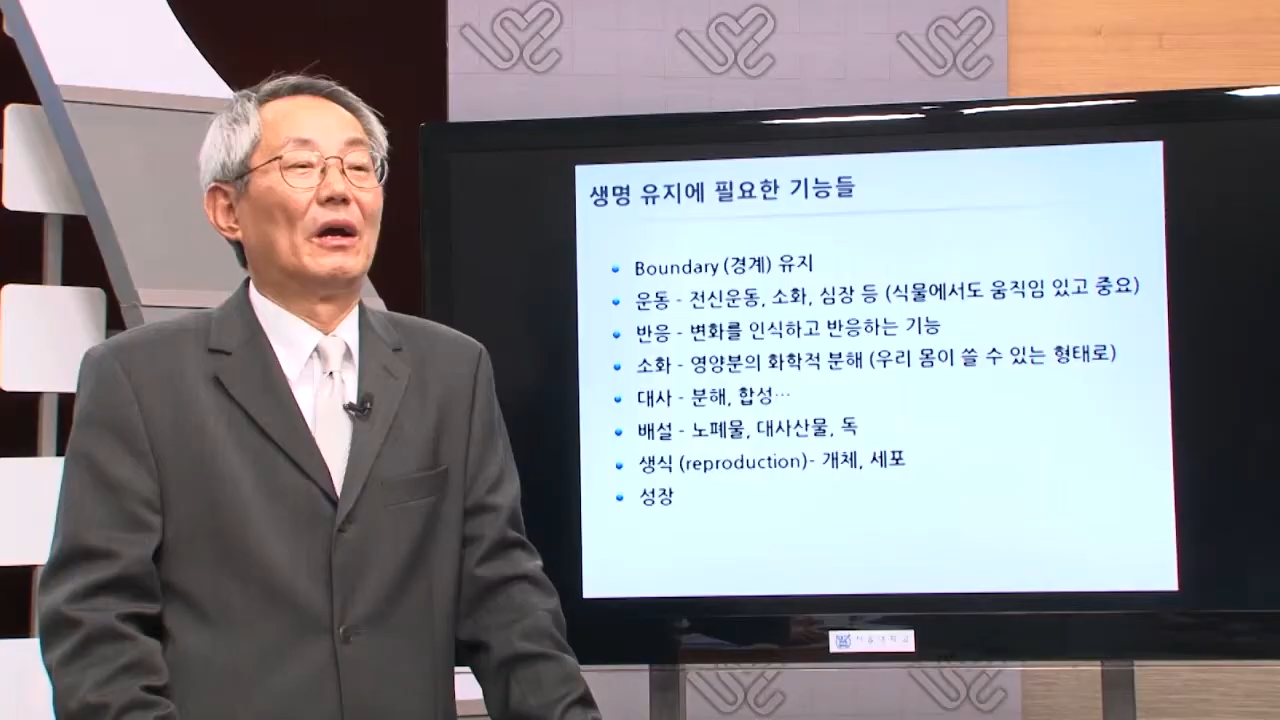 생명 유지에 필요한 기능들
Boundary (경계) 유지
운동 - 전신운동, 소화, 심장 등 (식물에서도 움직임 있고 중요)
반응 - 변화를 인식하고 반응하는 기능
소화 - 영양분의 화학적 분해 (우리 몸이 쓸 수 있는 형태로)
대사 - 분해, 합성…
배설 - 노폐물, 대사산물, 독
생식 (reproduction)- 개체, 세포
성장
서울대학교